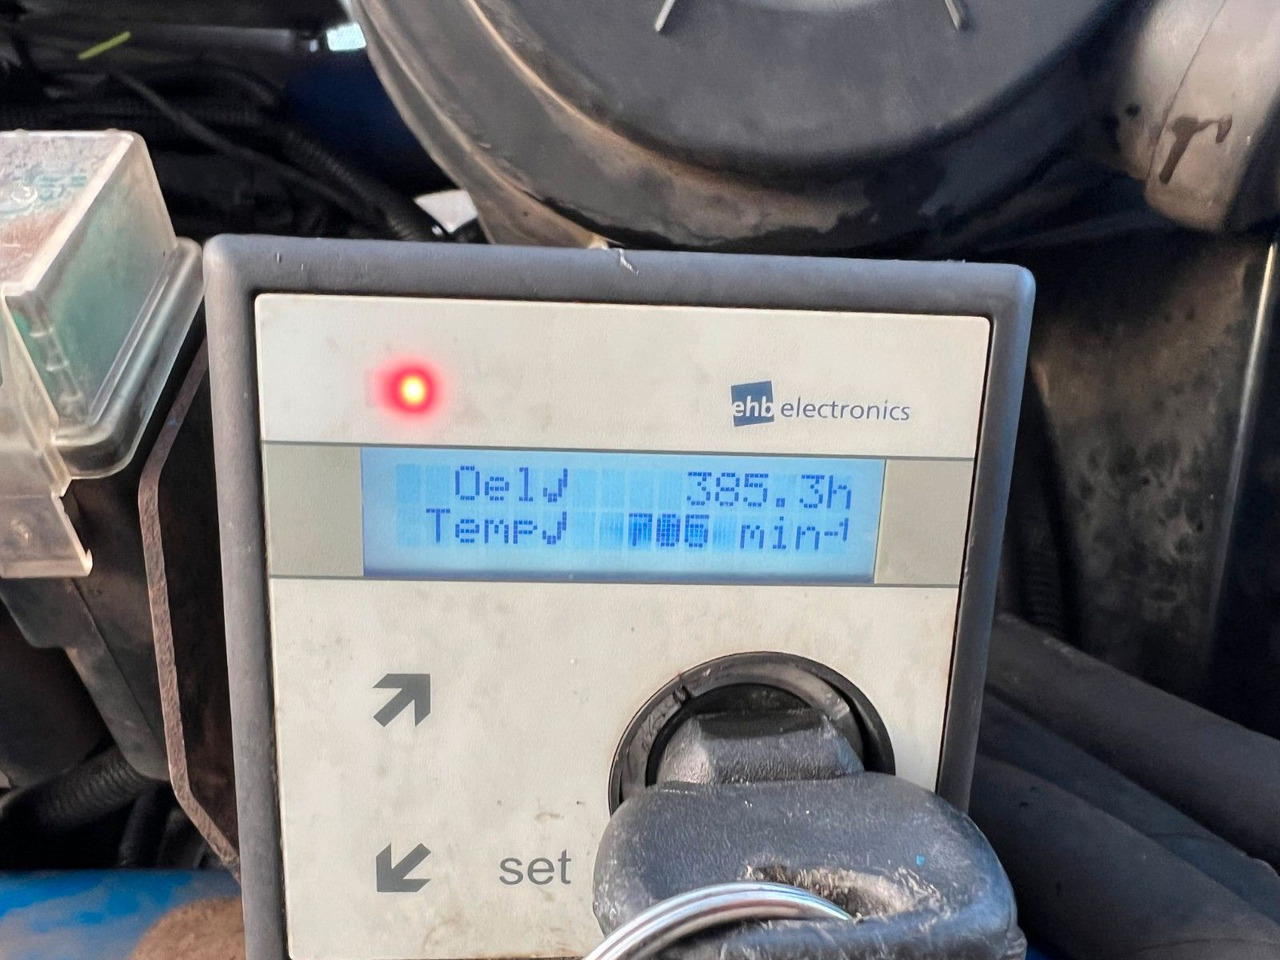 ehb electronics
Oel√ 385.3h
Temp√ min⁻¹
set